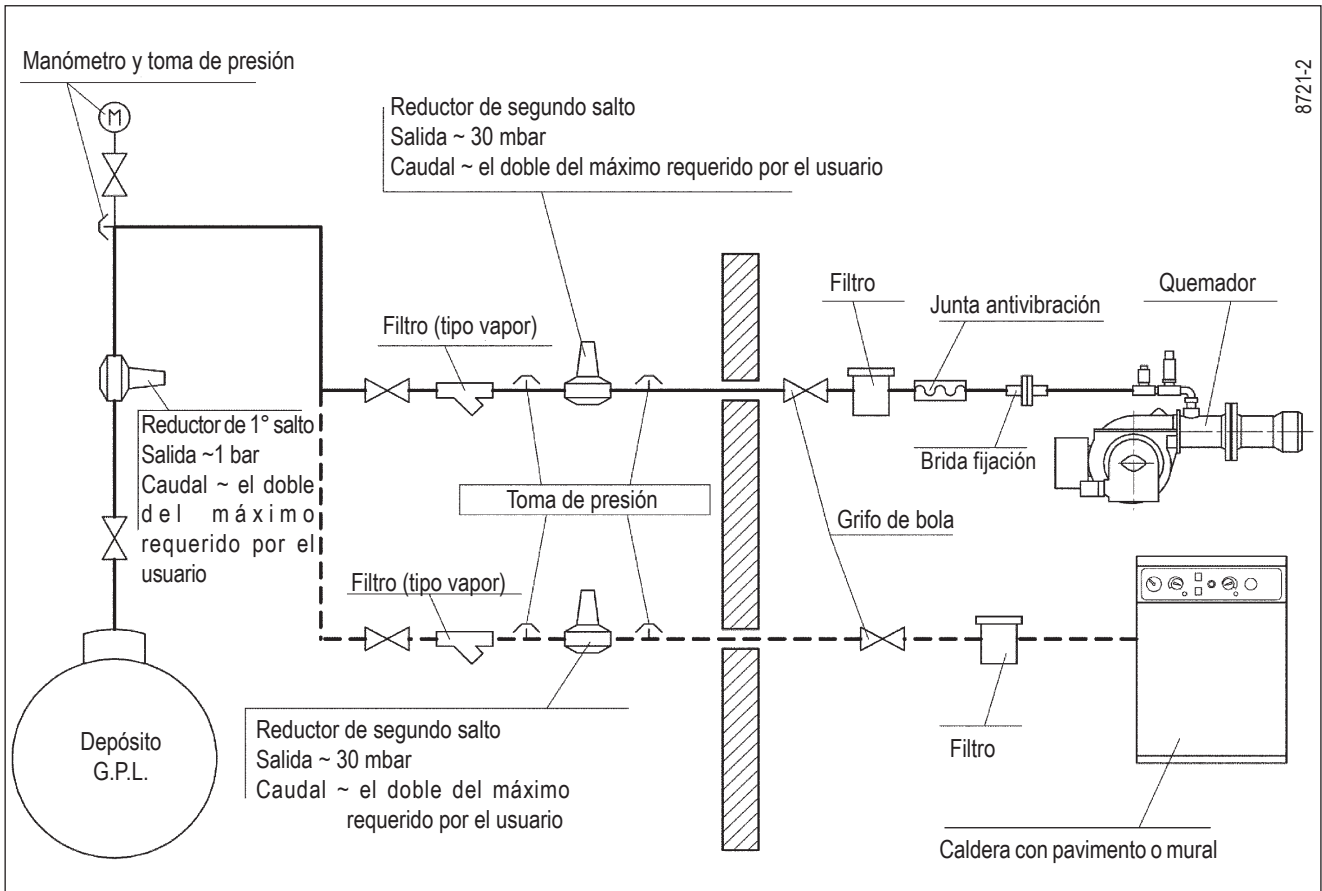 Manómetro y toma de presión
M
8721-2
Reductor de segundo salto
Salida ~ 30 mbar
Caudal ~ el doble del máximo requerido por el usuario
Filtro
Quemador
Junta antivibración
Filtro (tipo vapor)
Reductor de 1° salto
Salida ~1 bar
Caudal ~ el doble
del máximo
requerido por el
usuario
Brida fijación
Toma de presión
Grifo de bola
Filtro (tipo vapor)
Depósito
G.P.L.
Reductor de segundo salto
Salida ~ 30 mbar
Caudal ~ el doble del máximo
requerido por el usuario
Filtro
Caldera con pavimento o mural